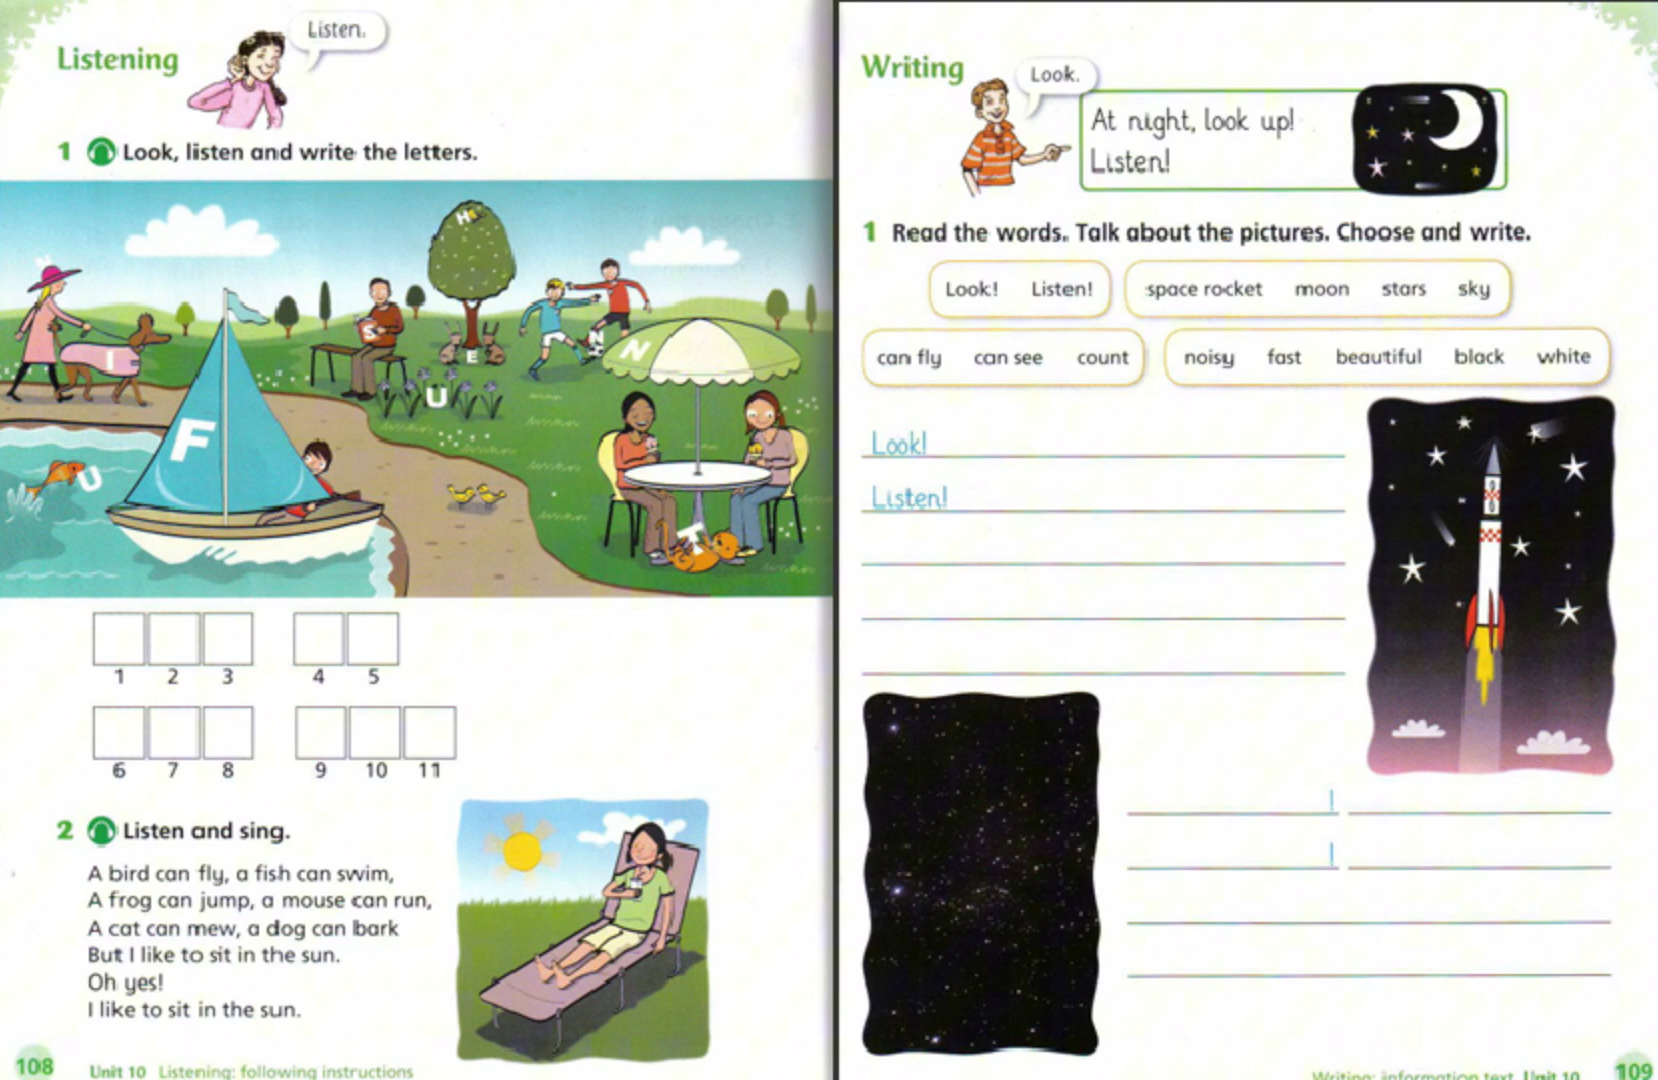 Listening
Listen.
1 Look, listen and write the letters.
H
I
S
E
N
N
U
F
U
T
1 2 3 4 5
6 7 8 9 10 11
2 Listen and sing.
A bird can fly, a fish can swim,
A frog can jump, a mouse can run,
A cat can mew, a dog can bark
But I like to sit in the sun.
Oh yes!
I like to sit in the sun.
108 Unit 10 Listening: following instructions
Writing
Look.
At night, look up!
Listen!
1 Read the words. Talk about the pictures. Choose and write.
Look! Listen!
space rocket moon stars sky
can fly can see count
noisy fast beautiful black white
Look!
Listen!
!
!
Writing: information text Unit 10 109